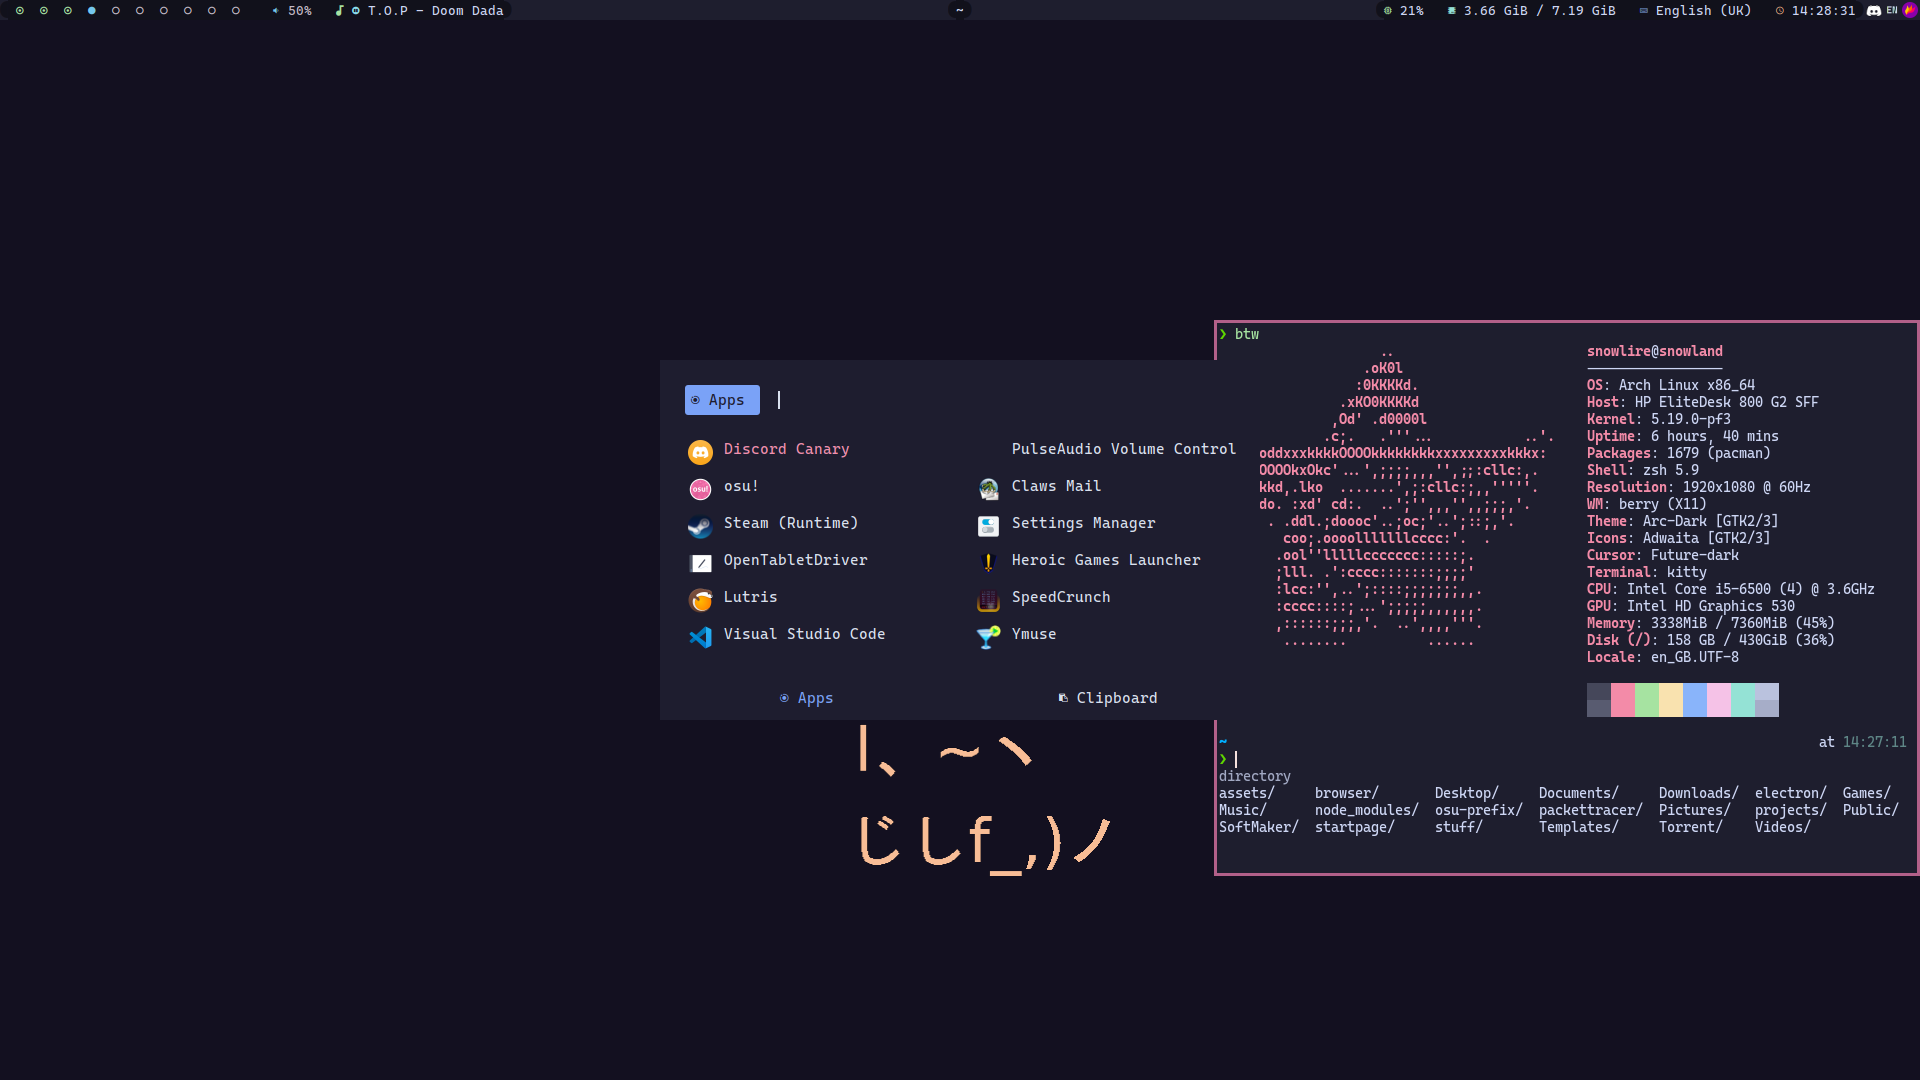 50% T.O.P - Doom Dada ~ 21% 3.66 GiB / 7.19 GiB English (UK) 14:28:31 EN
❯ btw
snowlire@snowland
OS: Arch Linux x86_64
Host: HP EliteDesk 800 G2 SFF
Kernel: 5.19.0-pf3
Uptime: 6 hours, 40 mins
Packages: 1679 (pacman)
Shell: zsh 5.9
Resolution: 1920x1080 @ 60Hz
WM: berry (X11)
Theme: Arc-Dark [GTK2/3]
Icons: Adwaita [GTK2/3]
Cursor: Future-dark
Terminal: kitty
CPU: Intel Core i5-6500 (4) @ 3.6GHz
GPU: Intel HD Graphics 530
Memory: 3338MiB / 7360MiB (45%)
Disk (/): 158 GB / 430GiB (36%)
Locale: en_GB.UTF-8
Apps
Discord Canary PulseAudio Volume Control
osu! Claws Mail
Steam (Runtime) Settings Manager
OpenTabletDriver Heroic Games Launcher
Lutris SpeedCrunch
Visual Studio Code Ymuse
Apps Clipboard
l、 ~ヽ
じしf_,)ノ
~ at 14:27:11
❯
directory
assets/ browser/ Desktop/ Documents/ Downloads/ electron/ Games/
Music/ node_modules/ osu-prefix/ packettracer/ Pictures/ projects/ Public/
SoftMaker/ startpage/ stuff/ Templates/ Torrent/ Videos/